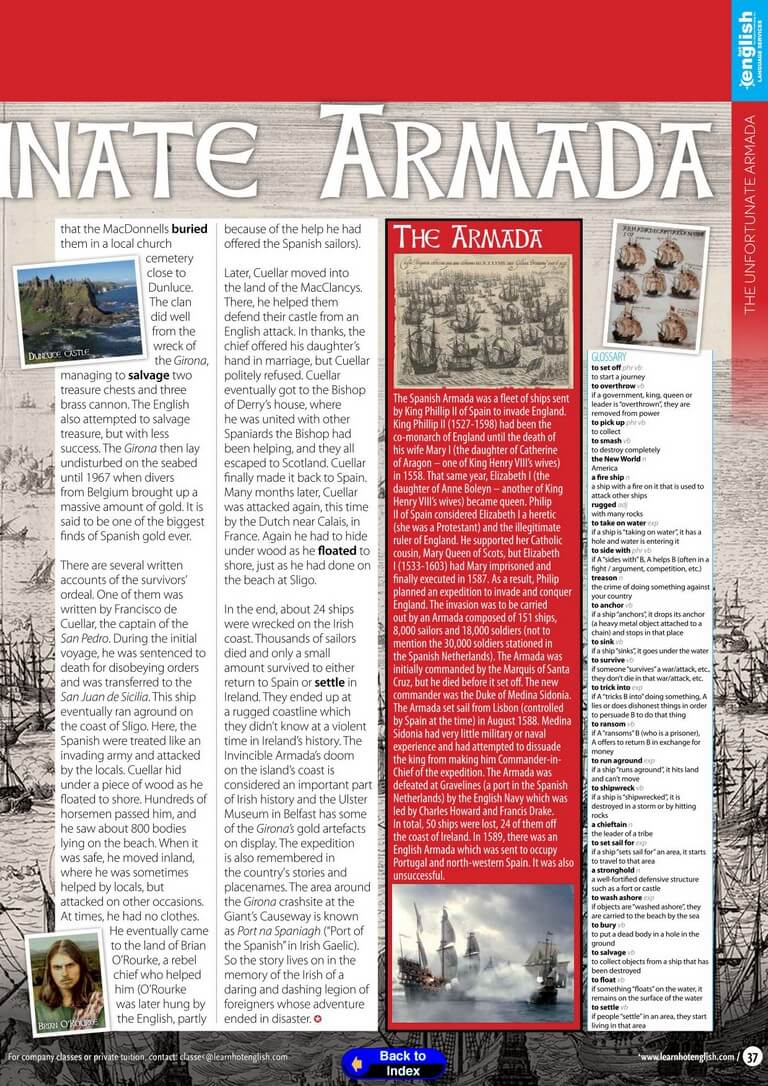 english
LANGUAGE SERVICES
THE UNFORTUNATE ARMADA
NATE ARMADA
that the MacDonnells buried
them in a local church
cemetery
close to
Dunluce.
The clan
did well
from the
wreck of
the Girona,
managing to salvage two
treasure chests and three
brass cannon. The English
also attempted to salvage
treasure, but with less
success. The Girona then lay
undisturbed on the seabed
until 1967 when divers
from Belgium brought up a
massive amount of gold. It is
said to be one of the biggest
finds of Spanish gold ever.
DUNLUCE CASTLE
There are several written
accounts of the survivors'
ordeal. One of them was
written by Francisco de
Cuellar, the captain of the
San Pedro. During the initial
voyage, he was sentenced to
death for disobeying orders
and was transferred to the
San Juan de Sicilia. This ship
eventually ran aground on
the coast of Sligo. Here, the
Spanish were treated like an
invading army and attacked
by the locals. Cuellar hid
under a piece of wood as he
floated to shore. Hundreds of
horsemen passed him, and
he saw about 800 bodies
lying on the beach. When it
was safe, he moved inland,
where he was sometimes
helped by locals, but
attacked on other occasions.
At times, he had no clothes.
He eventually came
to the land of Brian
O'Rourke, a rebel
chief who helped
him (O'Rourke
was later hung by
the English, partly
BRIAN O'ROURKE
because of the help he had
offered the Spanish sailors).
Later, Cuellar moved into
the land of the MacClancys.
There, he helped them
defend their castle from an
English attack. In thanks, the
chief offered his daughter's
hand in marriage, but Cuellar
politely refused. Cuellar
eventually got to the Bishop
of Derry's house, where
he was united with other
Spaniards the Bishop had
been helping, and they all
escaped to Scotland. Cuellar
finally made it back to Spain.
Many months later, Cuellar
was attacked again, this time
by the Dutch near Calais, in
France. Again he had to hide
under wood as he floated to
shore, just as he had done on
the beach at Sligo.
In the end, about 24 ships
were wrecked on the Irish
coast. Thousands of sailors
died and only a small
amount survived to either
return to Spain or settle in
Ireland. They ended up at
a rugged coastline which
they didn't know at a violent
time in Ireland's history. The
Invincible Armada's doom
on the island's coast is
considered an important part
of Irish history and the Ulster
Museum in Belfast has some
of the Girona's gold artefacts
on display. The expedition
is also remembered in
the country's stories and
placenames. The area around
the Girona crashsite at the
Giant's Causeway is known
as Port na Spaniagh ("Port of
the Spanish" in Irish Gaelic).
So the story lives on in the
memory of the Irish of a
daring and dashing legion of
foreigners whose adventure
ended in disaster.
THE ARMADA
The Spanish Armada was a fleet of ships sent
by King Phillip II of Spain to invade England.
King Phillip II (1527-1598) had been the
co-monarch of England until the death of
his wife Mary I (the daughter of Catherine
of Aragon – one of King Henry VIII's wives)
in 1558. That same year, Elizabeth I (the
daughter of Anne Boleyn – another of King
Henry VIII's wives) became queen. Philip
II of Spain considered Elizabeth I a heretic
(she was a Protestant) and the illegitimate
ruler of England. He supported her Catholic
cousin, Mary Queen of Scots, but Elizabeth
I (1533-1603) had Mary imprisoned and
finally executed in 1587. As a result, Philip
planned an expedition to invade and conquer
England. The invasion was to be carried
out by an Armada composed of 151 ships,
8,000 sailors and 18,000 soldiers (not to
mention the 30,000 soldiers stationed in
the Spanish Netherlands). The Armada was
initially commanded by the Marquis of Santa
Cruz, but he died before it set off. The new
commander was the Duke of Medina Sidonia.
The Armada set sail from Lisbon (controlled
by Spain at the time) in August 1588. Medina
Sidonia had very little military or naval
experience and had attempted to dissuade
the king from making him Commander-in-
Chief of the expedition. The Armada was
defeated at Gravelines (a port in the Spanish
Netherlands) by the English Navy which was
led by Charles Howard and Francis Drake.
In total, 50 ships were lost, 24 of them off
the coast of Ireland. In 1589, there was an
English Armada which was sent to occupy
Portugal and north-western Spain. It was also
unsuccessful.
GLOSSARY
to set off phr vb
to start a journey
to overthrow vb
if a government, king, queen or
leader is "overthrown", they are
removed from power
to pick up phr vb
to collect
to smash vb
to destroy completely
the New World n
America
a fire ship n
a ship with a fire on it that is used to
attack other ships
rugged adj
with many rocks
to take on water exp
if a ship is "taking on water", it has a
hole and water is entering it
to side with phr vb
if A "sides with" B, A helps B (often in a
fight / argument, competition, etc.)
treason n
the crime of doing something against
your country
to anchor vb
if a ship "anchors", it drops its anchor
(a heavy metal object attached to a
chain) and stops in that place
to sink vb
if a ship "sinks", it goes under the water
to survive vb
if someone "survives" a war/attack, etc.,
they don't die in that war/attack, etc.
to trick into exp
if A "tricks B into" doing something, A
lies or does dishonest things in order
to persuade B to do that thing
to ransom vb
if A "ransoms" B (who is a prisoner),
A offers to return B in exchange for
money
to run aground exp
if a ship "runs aground", it hits land
and can't move
to shipwreck vb
if a ship is "shipwrecked", it is
destroyed in a storm or by hitting
rocks
a chieftain n
the leader of a tribe
to set sail for exp
if a ship "sets sail for" an area, it starts
to travel to that area
a stronghold n
a well-fortified defensive structure
such as a fort or castle
to wash ashore exp
if objects are "washed ashore", they
are carried to the beach by the sea
to bury vb
to put a dead body in a hole in the
ground
to salvage vb
to collect objects from a ship that has
been destroyed
to float vb
if something "floats" on the water, it
remains on the surface of the water
to settle vb
if people "settle" in an area, they start
living in that area
For company classes or private tuition, contact: classes@learnhotenglish.com
Back to
Index
www.learnhotenglish.com / 37